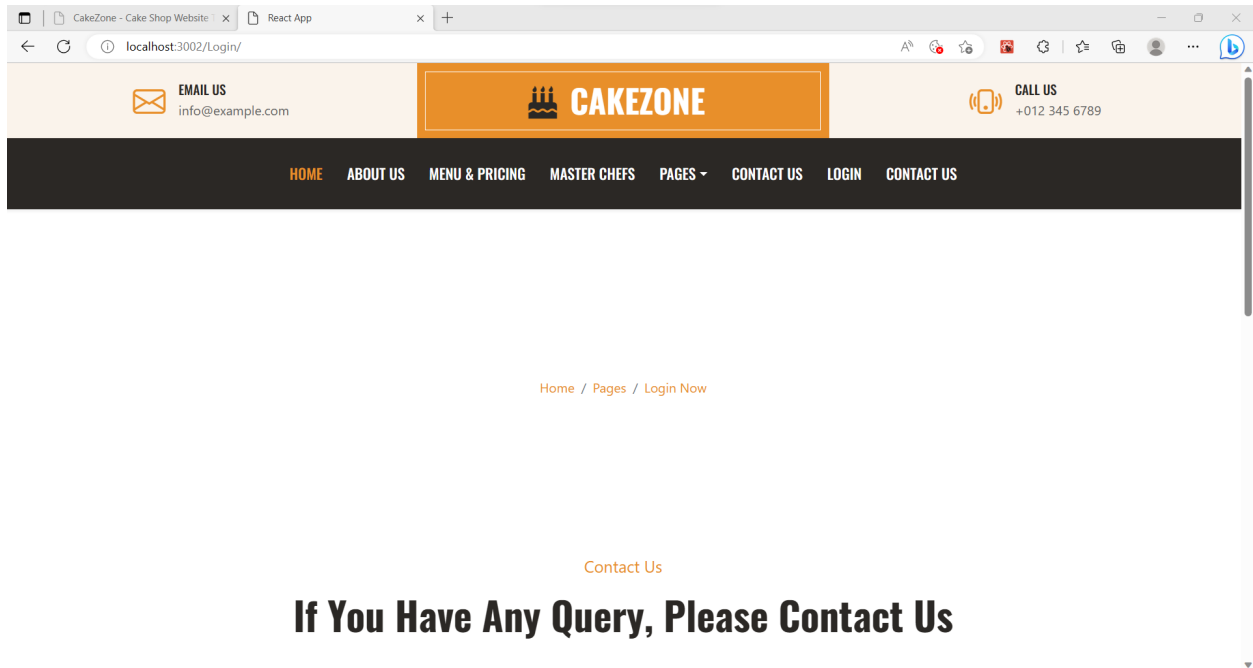 CakeZone - Cake Shop Website
React App
localhost:3002/Login/
EMAIL US
info@example.com
CAKEZONE
CALL US
+012 345 6789
HOME ABOUT US MENU & PRICING MASTER CHEFS PAGES CONTACT US LOGIN CONTACT US
Home / Pages / Login Now
Contact Us
If You Have Any Query, Please Contact Us